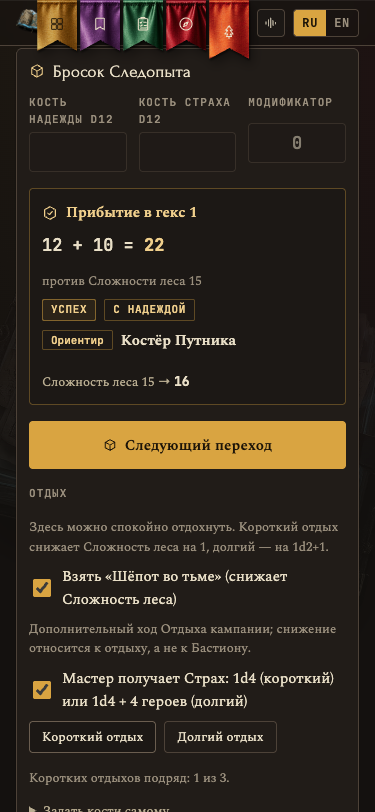 RU EN
Бросок Следопыта
КОСТЬ НАДЕЖДЫ D12
КОСТЬ СТРАХА D12
МОДИФИКАТОР
0
Прибытие в гекс 1
12 + 10 = 22
против Сложности леса 15
УСПЕХ С НАДЕЖДОЙ
Ориентир Костёр Путника
Сложность леса 15 → 16
Следующий переход
ОТДЫХ
Здесь можно спокойно отдохнуть. Короткий отдых
снижает Сложность леса на 1, долгий — на 1d2+1.
Взять «Шёпот во тьме» (снижает
Сложность леса)
Дополнительный ход Отдыха кампании; снижение
относится к отдыху, а не к Бастиону.
Мастер получает Страх: 1d4 (короткий)
или 1d4 + 4 героев (долгий)
Короткий отдых Долгий отдых
Коротких отдыхов подряд: 1 из 3.
Задать кости самому